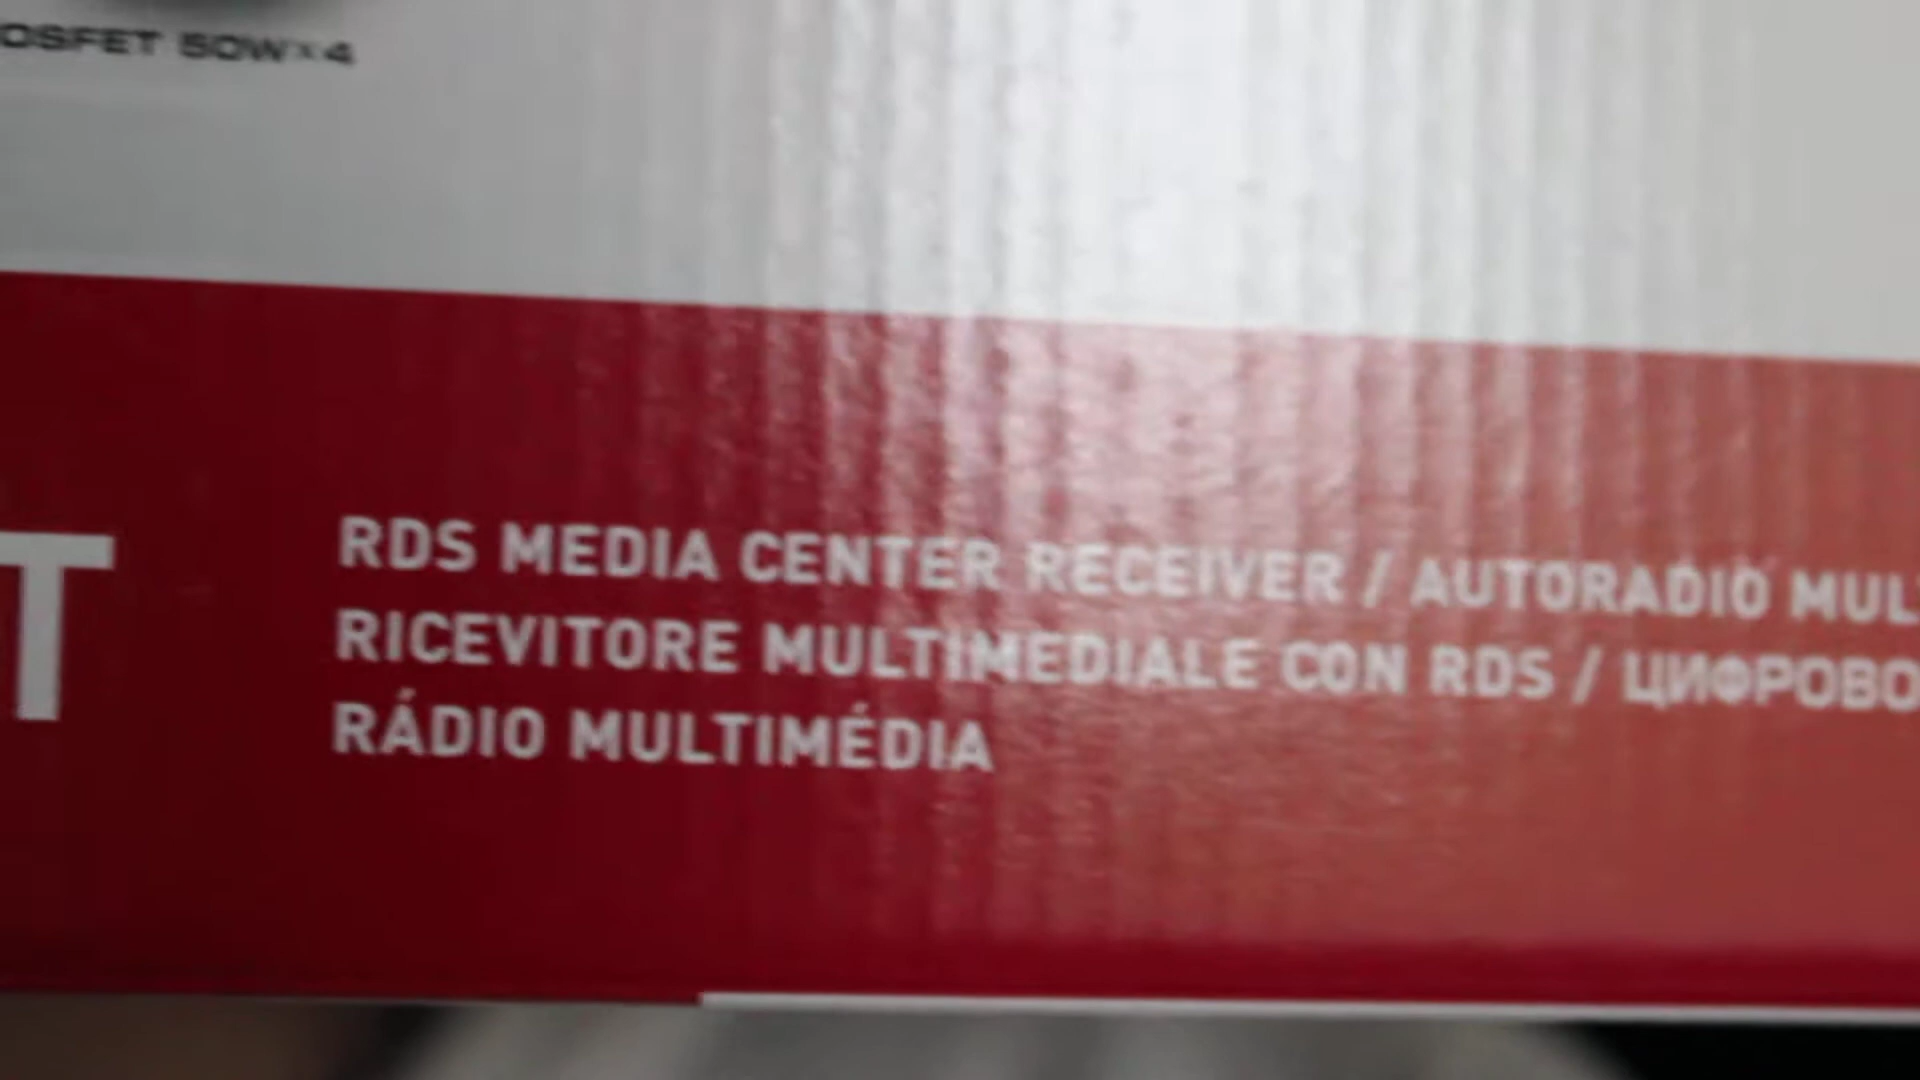 OSFET 50W×4
T
RDS MEDIA CENTER RECEIVER / AUTORADIO MUL
RICEVITORE MULTIMEDIALE CON RDS / ЦИФРОВО
RÁDIO MULTIMÉDIA